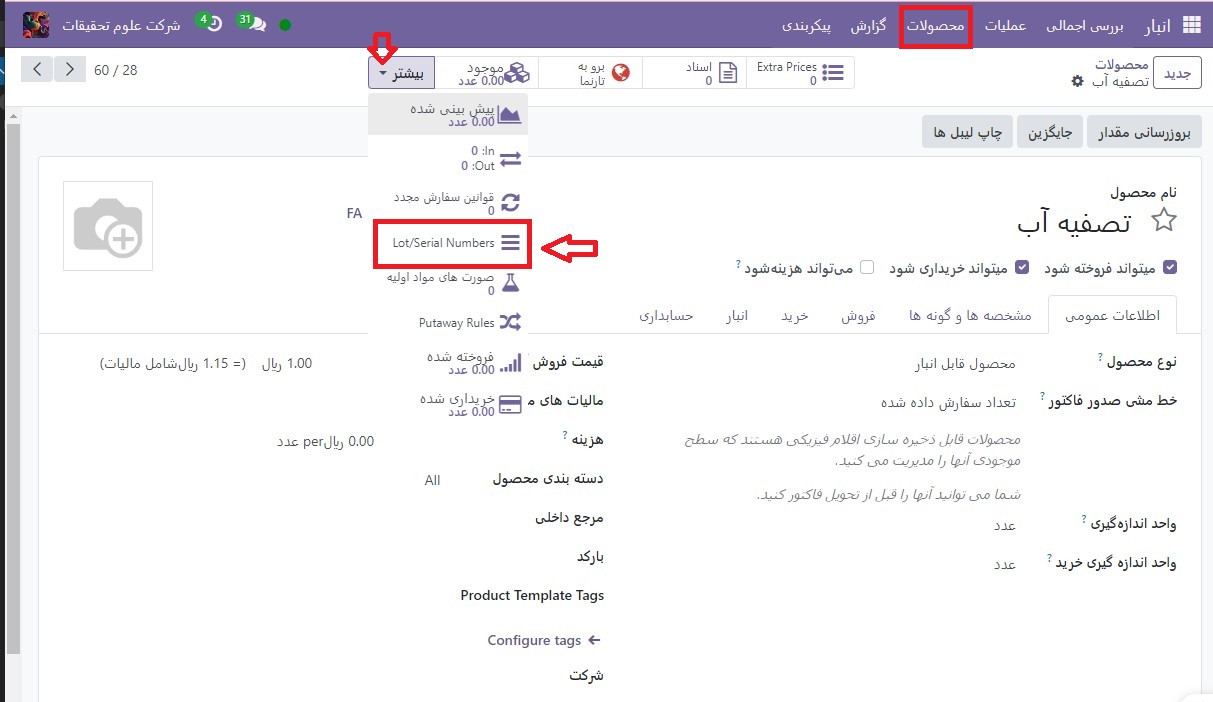 انبار بررسی اجمالی عملیات محصولات گزارش پیکربندی 31 4 شرکت علوم تحقیقات
جدید محصولات
تصفیه آب
Extra Prices
0
اسناد
0
برو به
تارنما
موجود
0.00 عدد
بیشتر
60 / 28
پیش بینی شده
0.00 عدد
In: 0
Out: 0
قوانین سفارش مجدد
0
Lot/Serial Numbers
صورت های مواد اولیه
0
Putaway Rules
فروخته شده
0.00 عدد
خریداری شده
0.00 عدد
بروزرسانی مقدار جایگزین چاپ لیبل ها
نام محصول
تصفیه آب
FA
میتواند فروخته شود میتواند خریداری شود می‌تواند هزینه‌شود ?
اطلاعات عمومی مشخصه ها و گونه ها فروش خرید انبار حسابداری
نوع محصول ? محصول قابل انبار
خط مشی صدور فاکتور ? تعداد سفارش داده شده
محصولات قابل ذخیره سازی اقلام فیزیکی هستند که سطح
موجودی آنها را مدیریت می کنید.
شما می توانید آنها را قبل از تحویل فاکتور کنید.
واحد اندازه‌گیری ? عدد
واحد اندازه گیری خرید ? عدد
قیمت فروش 1.00 ریال (= 1.15 ریال‌شامل مالیات)
مالیات های م
هزینه ? 0.00 ریال‌per عدد
دسته بندی محصول All
مرجع داخلی
بارکد
Product Template Tags
Configure tags
شرکت